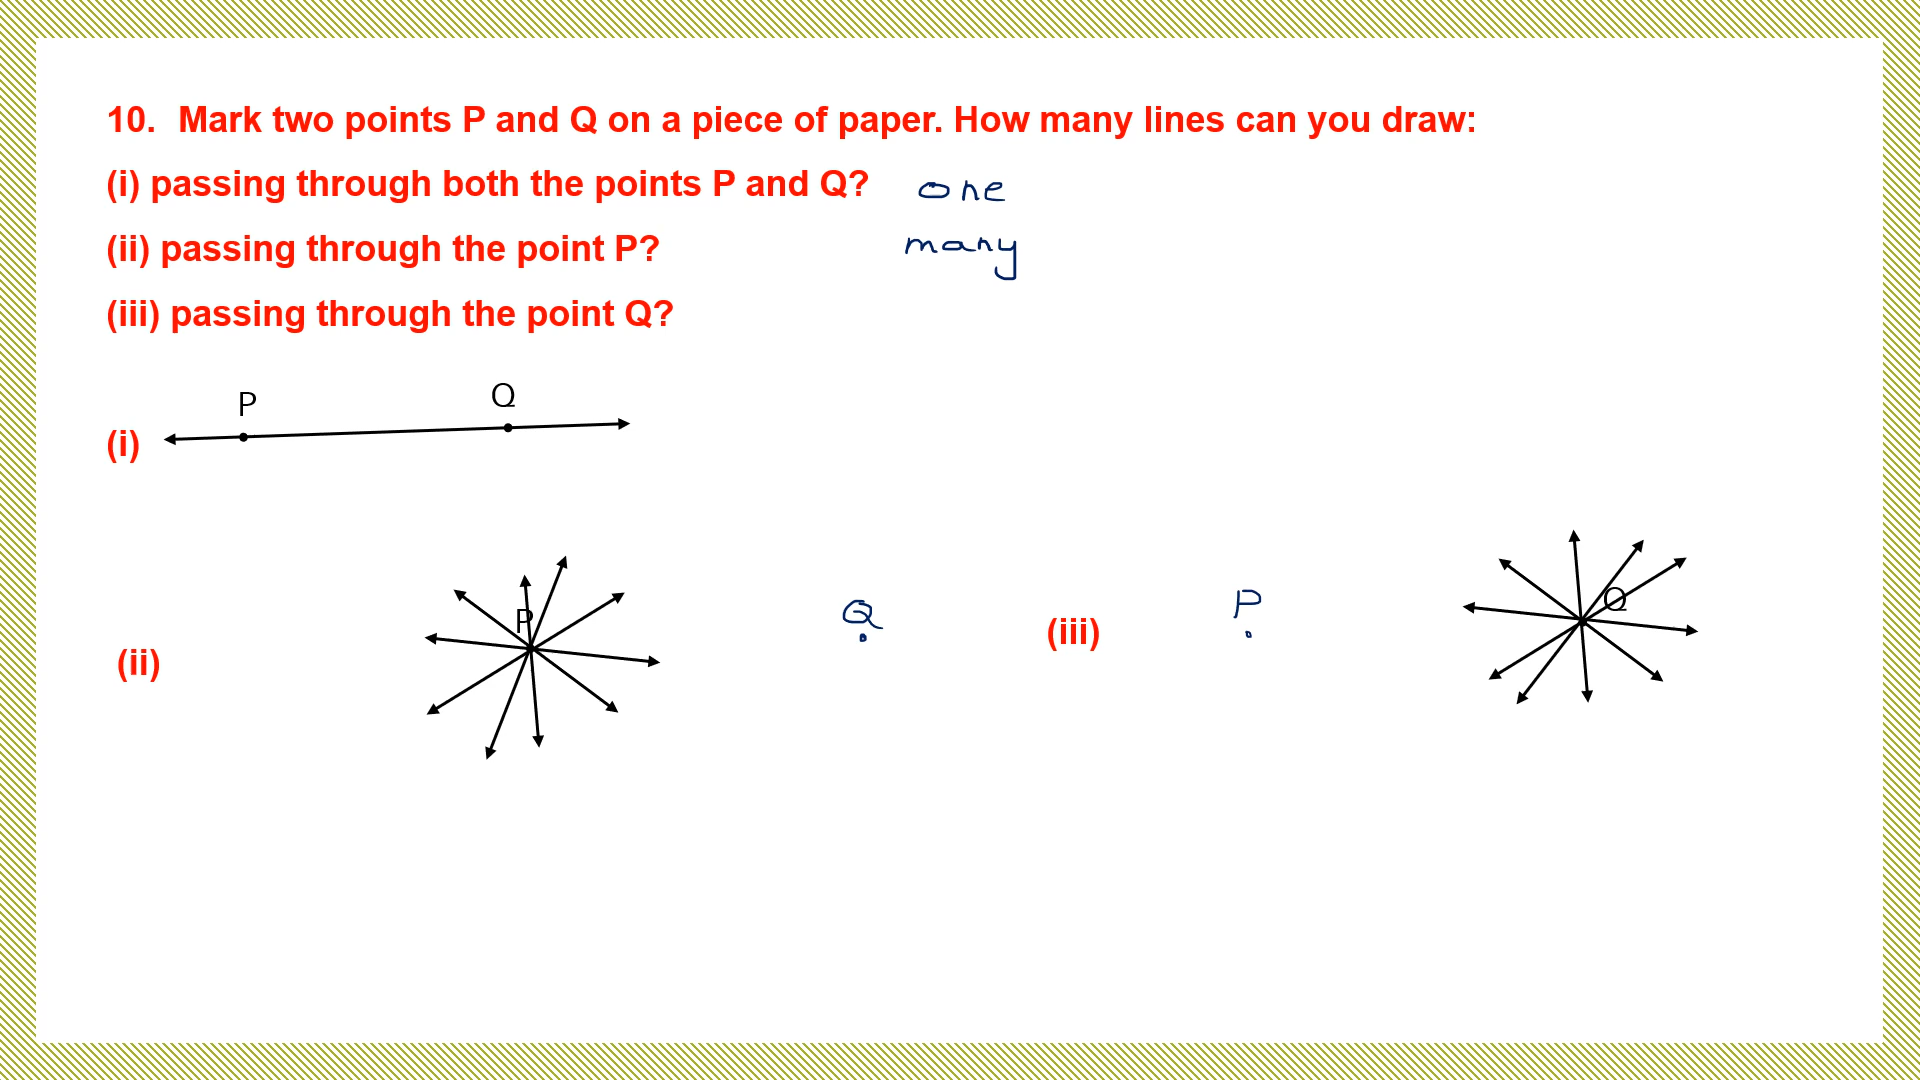 10. Mark two points P and Q on a piece of paper. How many lines can you draw:
(i) passing through both the points P and Q? one
(ii) passing through the point P? many
(iii) passing through the point Q?
P Q
(i)
P Q P Q
(ii) (iii)